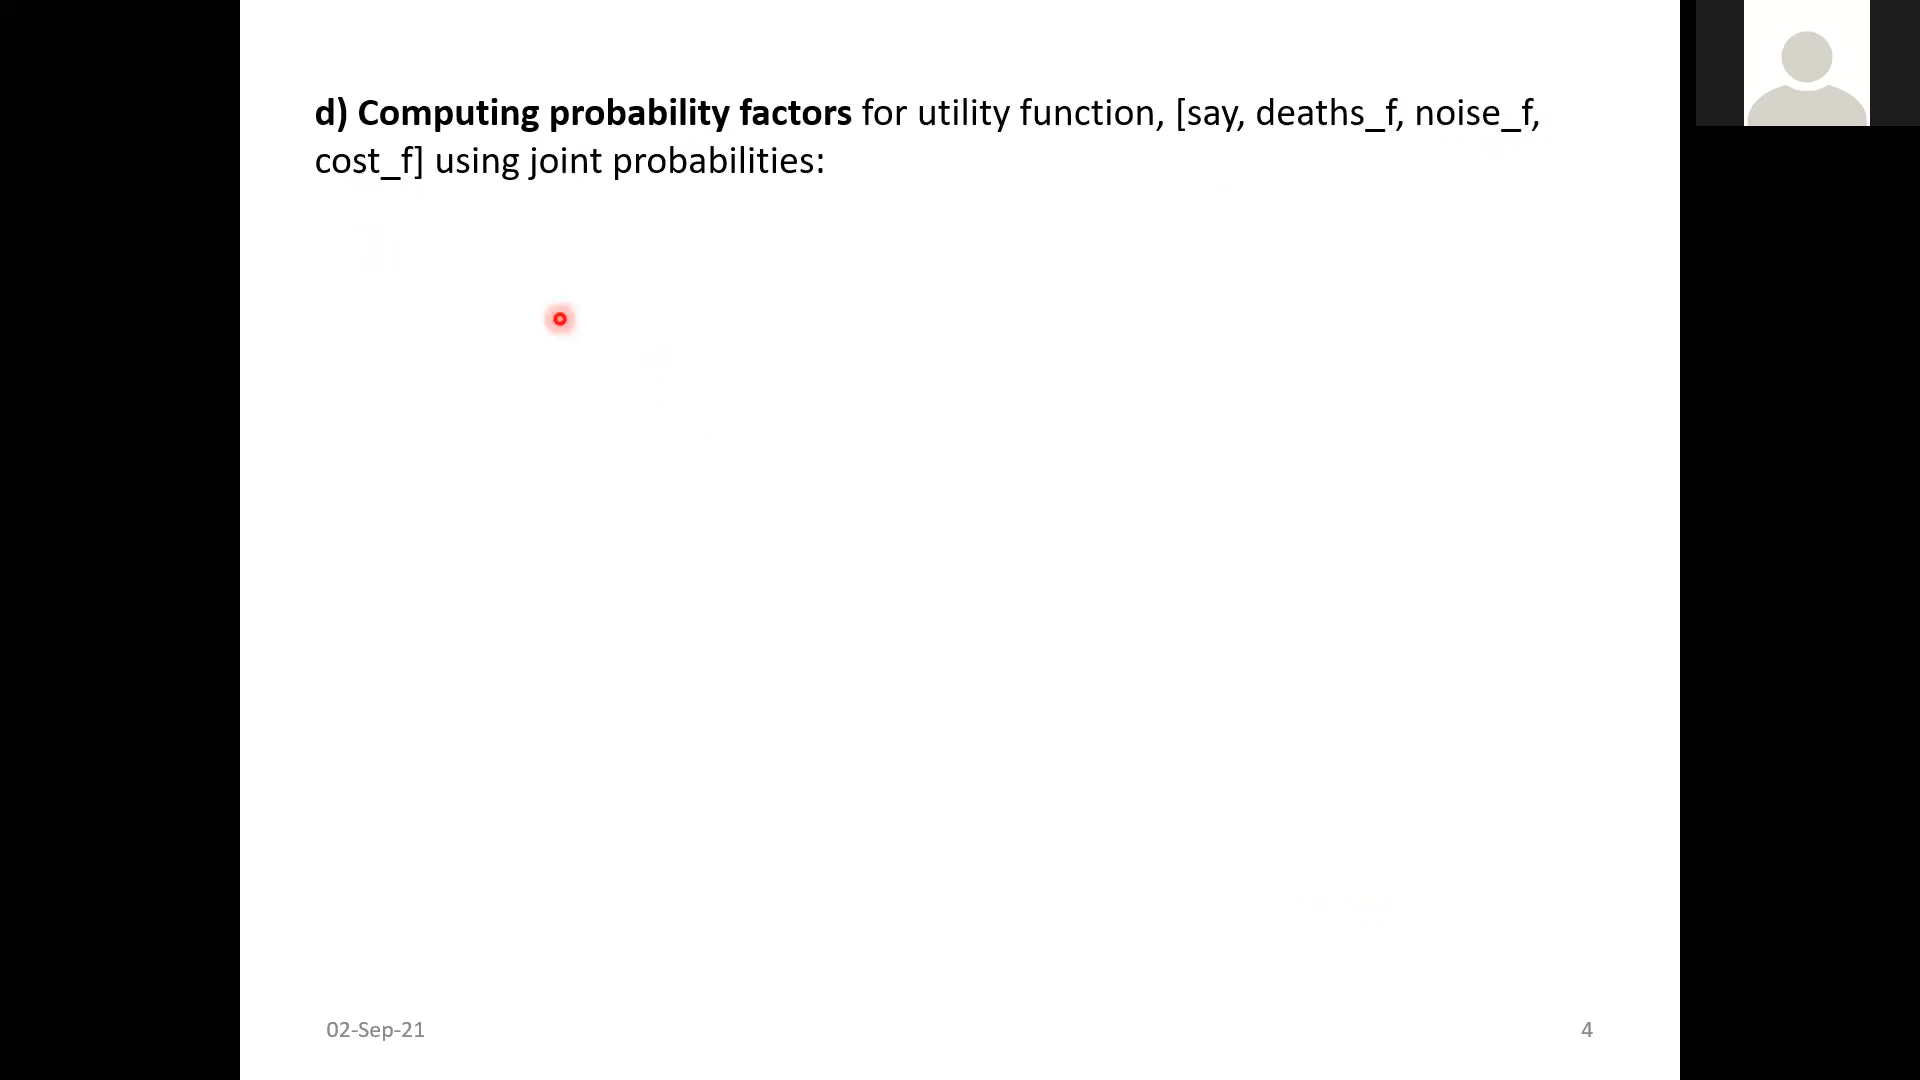 d) Computing probability factors for utility function, [say, deaths_f, noise_f,
cost_f] using joint probabilities:
02-Sep-21
4